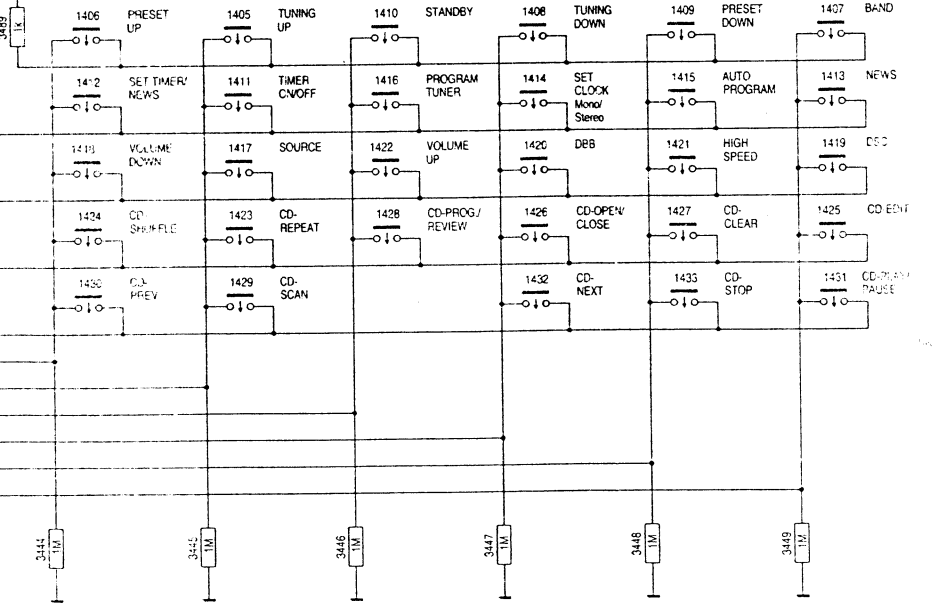 3489
1K
1406
PRESET
UP
1405
TUNING
UP
1410
STANDBY
1408
TUNING
DOWN
1409
PRESET
DOWN
1407
BAND
1412
SET TIMER/
NEWS
1411
TIMER
ON/OFF
1416
PROGRAM
TUNER
1414
SET
CLOCK
Mono/
Stereo
1415
AUTO
PROGRAM
1413
NEWS
1418
VOLUME
DOWN
1417
SOURCE
1422
VOLUME
UP
1420
DBB
1421
HIGH
SPEED
1419
1424
CD-
SHUFFLE
1423
CD-
REPEAT
1428
CD-PROG./
REVIEW
1426
CD-OPEN/
CLOSE
1427
CD-
CLEAR
1425
CD EDIT
1430
CD-
PREV
1429
CD-
SCAN
1432
CD-
NEXT
1433
CD-
STOP
1431
CD-PLAY/
PAUSE
3444
1M
3445
1M
3446
1M
3447
1M
3448
1M
3449
1M